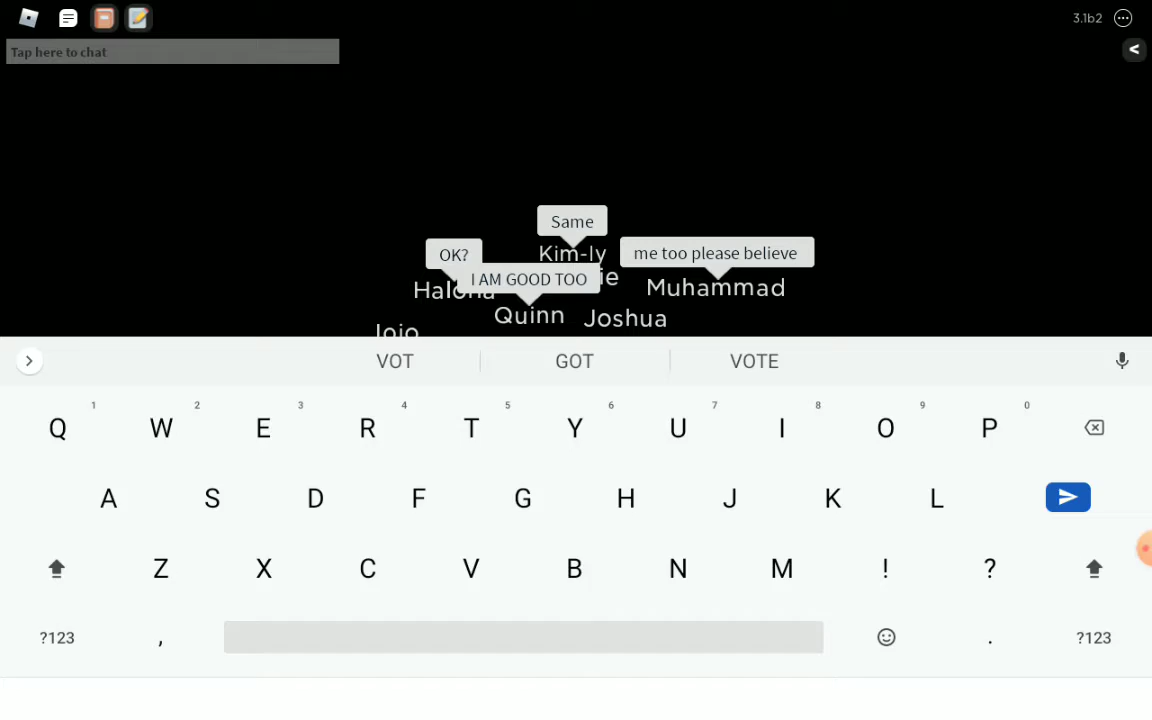 3.1b2
Tap here to chat
<
Same
OK?
Kim-ly
me too please believe
I AM GOOD TOO
Muhammad
Quinn
Joshua
VOT GOT VOTE
1 2 3 4 5 6 7 8 9 0
Q W E R T Y U I O P
A S D F G H J K L
Z X C V B N M ! ?
?123 , . ?123